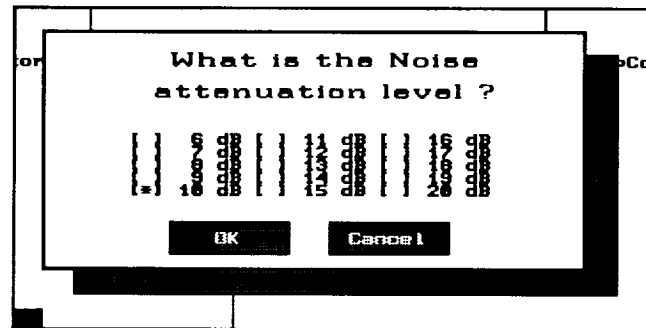 What is the Noise
attenuation level ?
[ ] 6 dB [ ] 11 dB [ ] 16 dB
[ ] 7 dB [ ] 12 dB [ ] 17 dB
[ ] 8 dB [ ] 13 dB [ ] 18 dB
[ ] 9 dB [ ] 14 dB [ ] 19 dB
[*] 10 dB [ ] 15 dB [ ] 20 dB
OK Cancel